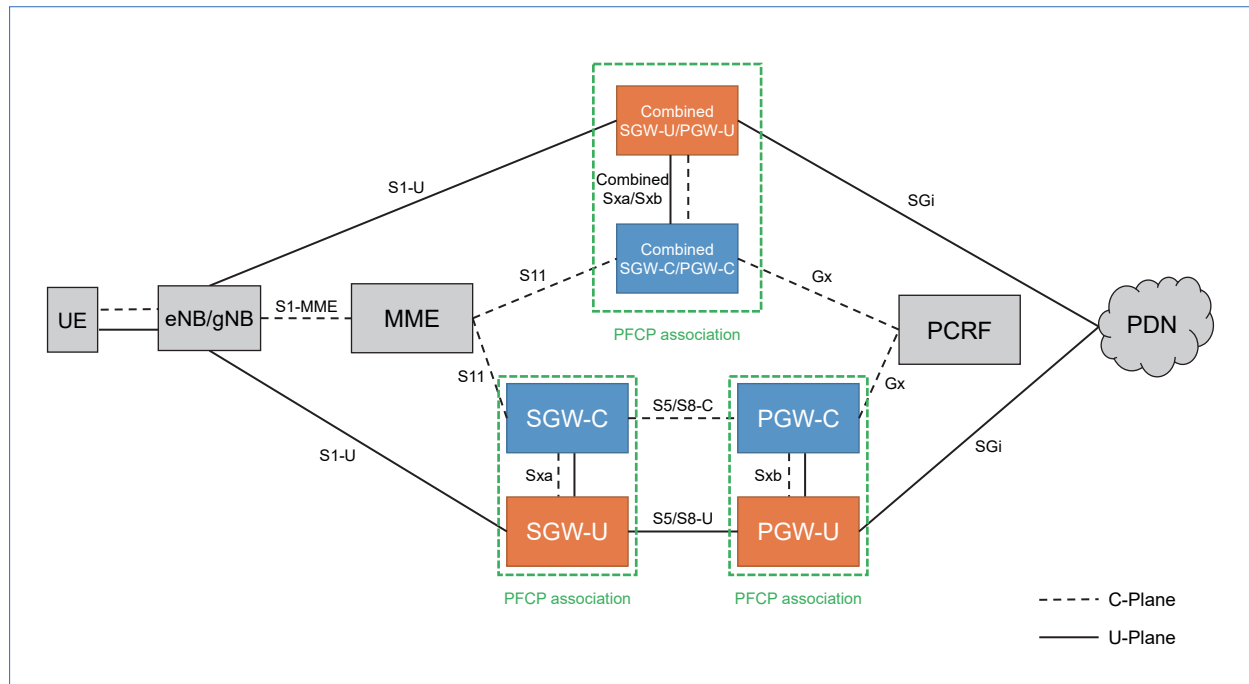 Combined
SGW-U/PGW-U
Combined
Sxa/Sxb
S1-U
SGi
Combined
SGW-C/PGW-C
S11
Gx
UE
eNB/gNB
S1-MME
MME
PCRF
PDN
PFCP association
S11
Gx
SGW-C
S5/S8-C
PGW-C
S1-U
SGi
Sxa
Sxb
SGW-U
S5/S8-U
PGW-U
PFCP association
PFCP association
C-Plane
U-Plane